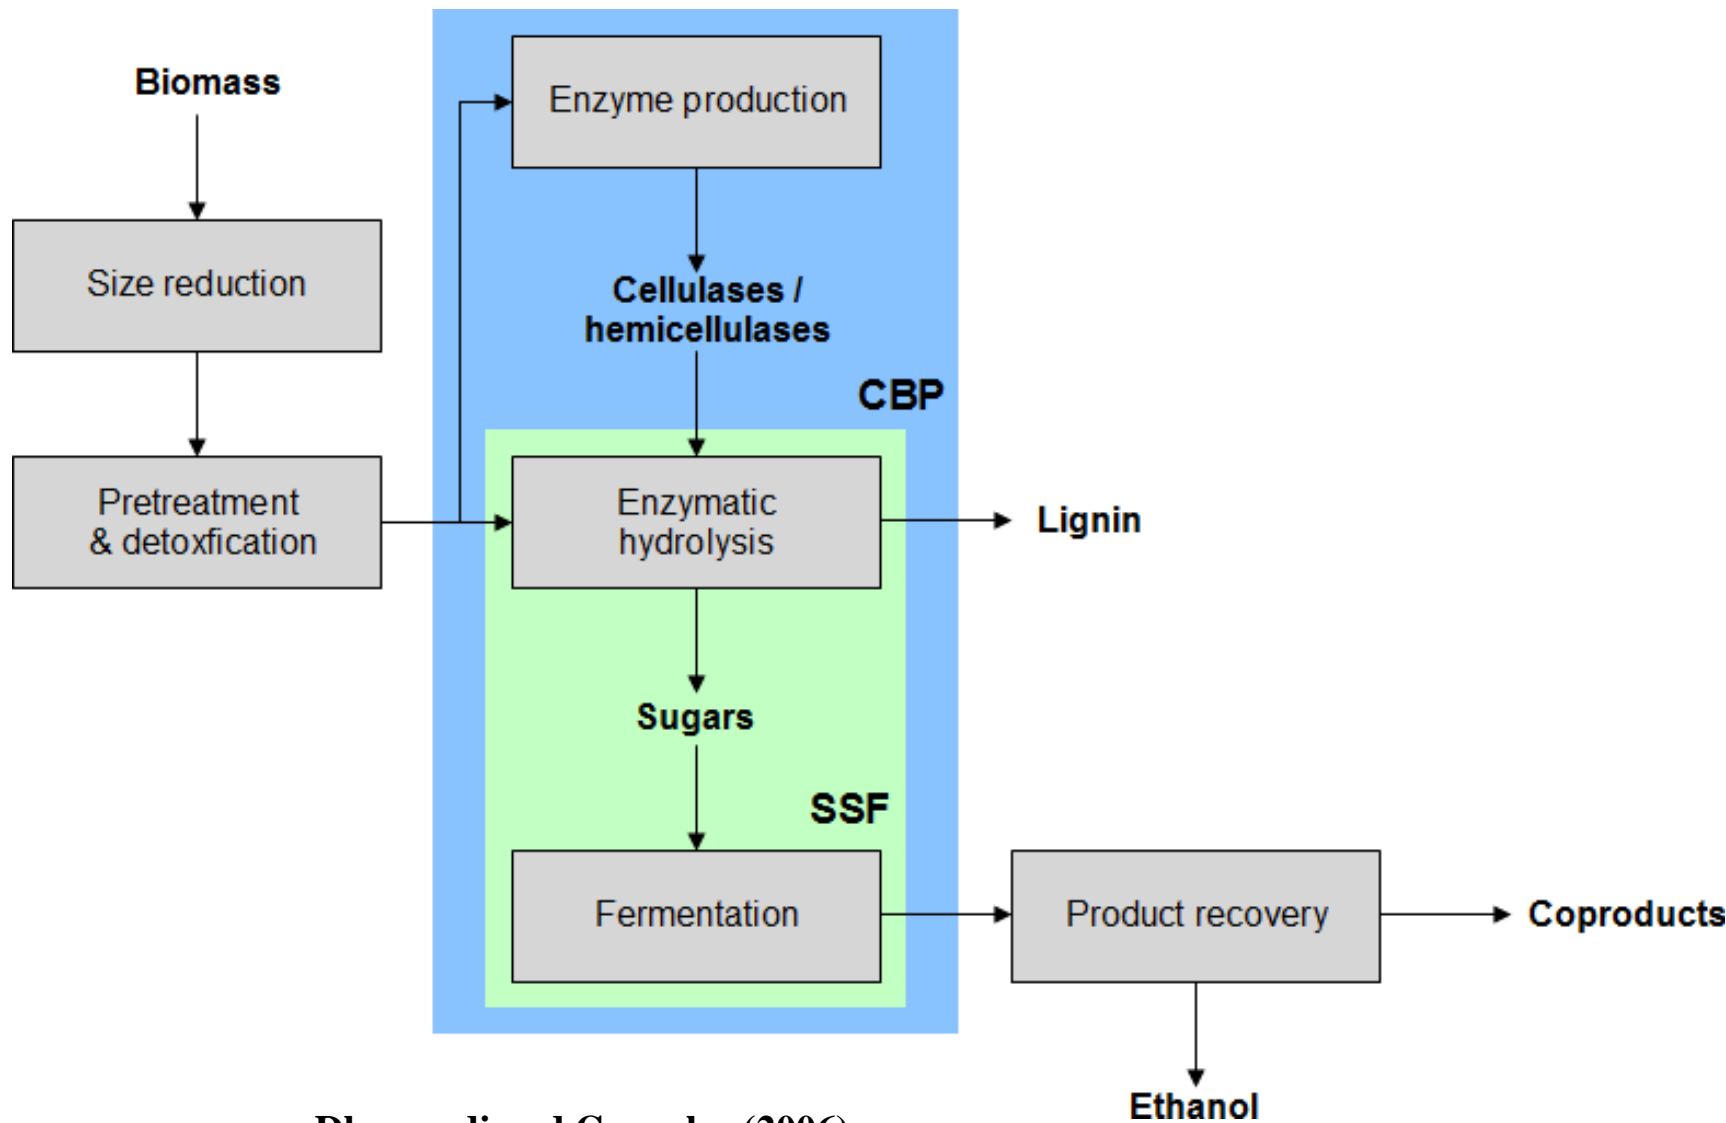 Biomass
Enzyme production
Size reduction
Cellulases /
hemicellulases
CBP
Pretreatment
& detoxfication
Enzymatic
hydrolysis
Lignin
Sugars
SSF
Fermentation
Product recovery
Coproducts
Ethanol
(2006)